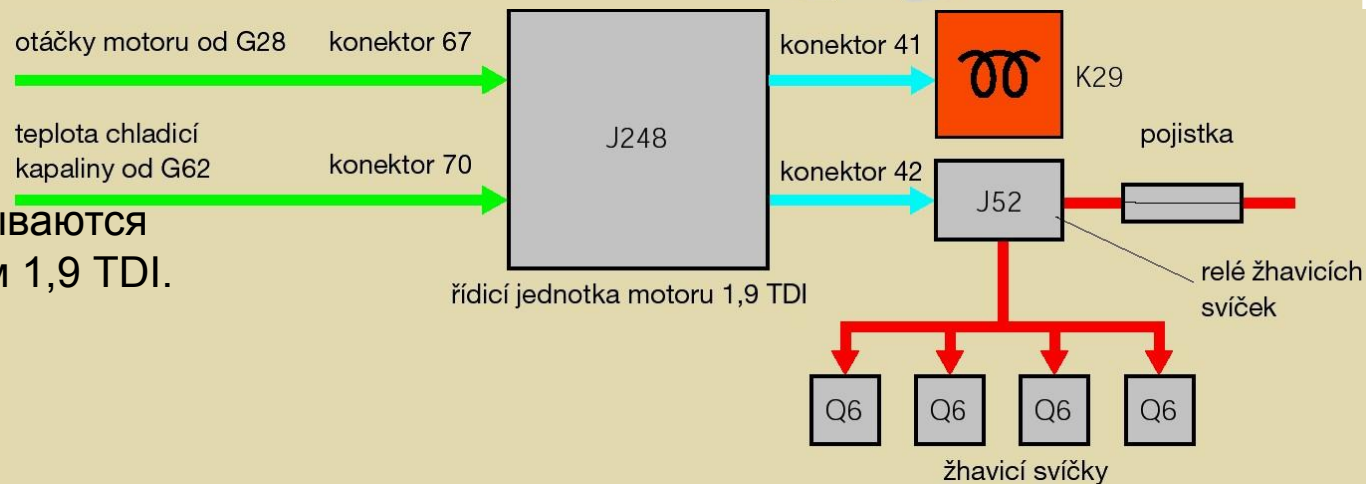 otáčky motoru od G28
konektor 67
konektor 41
K29
teplota chladicí
kapaliny od G62
konektor 70
J248
konektor 42
J52
pojistka
1,9 TDI.
řídicí jednotka motoru 1,9 TDI
relé žhavicích
svíček
Q6 Q6 Q6 Q6
žhavicí svíčky